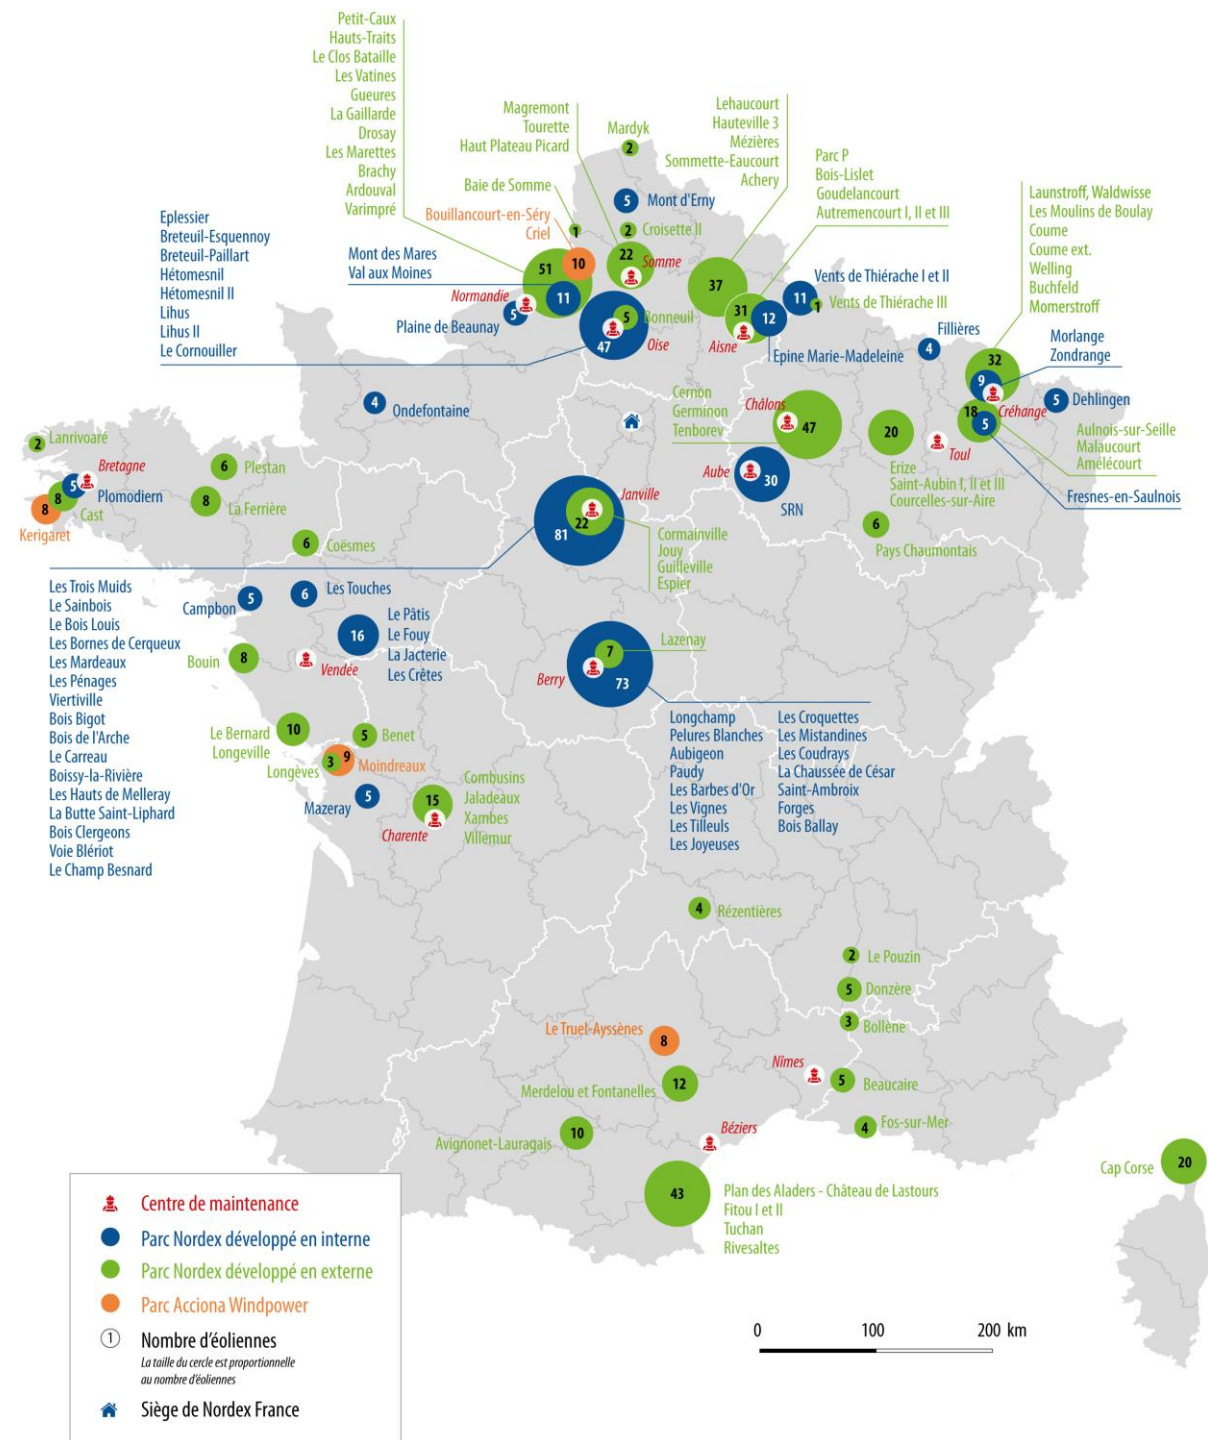 Petit-Caux
Hauts-Traits
Le Clos Bataille
Les Vatines
Gueures
La Gaillarde
Drosay
Les Marettes
Brachy
Ardouval
Varimpré
Magremont
Tourette
Haut Plateau Picard
Mardyk
2
Lehaucourt
Hauteville 3
Mézières
Sommette-Eaucourt
Achery
Parc P
Bois-Lislet
Goudelancourt
Autremencourt I, II et III
Launstroff, Waldwisse
Les Moulins de Boulay
Coume
Coume ext.
Welling
Buchfeld
Momerstroff
Baie de Somme
1
5
Mont d'Erny
Bouillancourt-en-Séry
Criel
10
2
Croisette II
Eplessier
Breteuil-Esquennoy
Breteuil-Paillart
Hétomesnil
Hétomesnil II
Lihus
Lihus II
Le Cornouiller
Mont des Mares
Val aux Moines
51
11
22
Somme
37
31
12
Aisne
Vents de Thiérache I et II
11
1
Vents de Thiérache III
Normandie
5
Plaine de Beaunay
5
Bonneuil
47
Oise
Epine Marie-Madeleine
Fillières
4
32
9
Morlange
Zondrange
Créhange
5
Dehlingen
18
5
Aulnois-sur-Seille
Malaucourt
Amélécourt
Fresnes-en-Saulnois
4
Ondefontaine
Cernon
Germinon
Tenborev
Châlons
47
20
Erize
Saint-Aubin I, II et III
Courcelles-sur-Aire
Toul
2
Lanrivoaré
Bretagne
5
Plomodiern
8
Cast
8
Kerigaret
6
Plestan
8
La Ferrière
6
Coësmes
Aube
30
SRN
6
Pays Chaumontais
Janville
22
81
Cormainville
Jouy
Guilleville
Espier
Les Trois Muids
Le Sainbois
Le Bois Louis
Les Bornes de Cerqueux
Les Mardeaux
Les Pénages
Viertiville
Bois Bigot
Bois de l'Arche
Le Carreau
Boissy-la-Rivière
Les Hauts de Melleray
La Butte Saint-Liphard
Bois Clergeons
Voie Blériot
Le Champ Besnard
Campbon
5
6
Les Touches
16
Le Pâtis
Le Fouy
La Jacterie
Les Crêtes
Bouin
8
Vendée
Berry
7
73
Lazenay
Longchamp
Pelures Blanches
Aubigeon
Paudy
Les Barbes d'Or
Les Vignes
Les Tilleuls
Les Joyeuses
Les Croquettes
Les Mistandines
Les Coudrays
La Chaussée de César
Saint-Ambroix
Forges
Bois Ballay
Le Bernard
Longeville
10
5
Benet
Longèves
3
9
Moindreaux
Mazeray
5
15
Charente
Combusins
Jaladeaux
Xambes
Villemur
4
Rézentières
2
Le Pouzin
5
Donzère
3
Bollène
Le Truel-Ayssènes
8
Nîmes
5
Beaucaire
Merdelou et Fontanelles
12
4
Fos-sur-Mer
Avignonet-Lauragais
10
Béziers
43
Plan des Aladers - Château de Lastours
Fitou I et II
Tuchan
Rivesaltes
Cap Corse
20
Centre de maintenance
Parc Nordex développé en interne
Parc Nordex développé en externe
Parc Acciona Windpower
1
Nombre d'éoliennes
La taille du cercle est proportionnelle
au nombre d'éoliennes
Siège de Nordex France
0 100 200 km